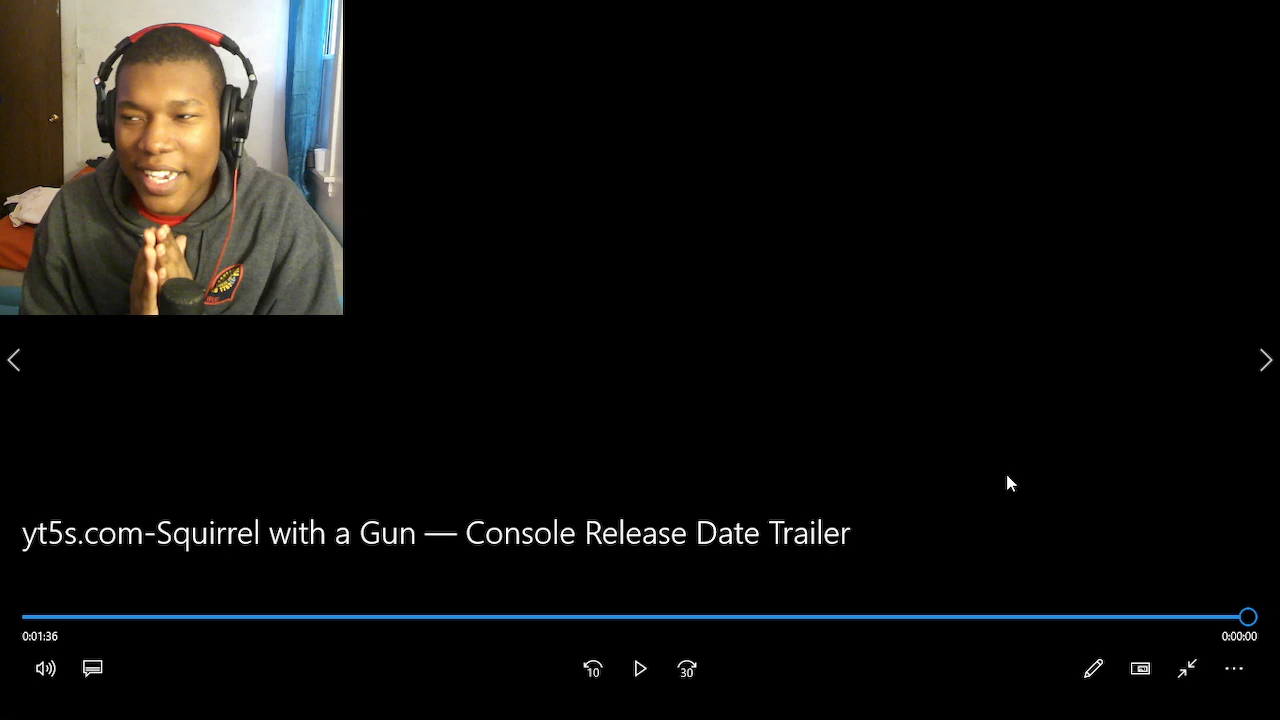 yt5s.com-Squirrel with a Gun — Console Release Date Trailer
0:01:36
0:00:00
10
30